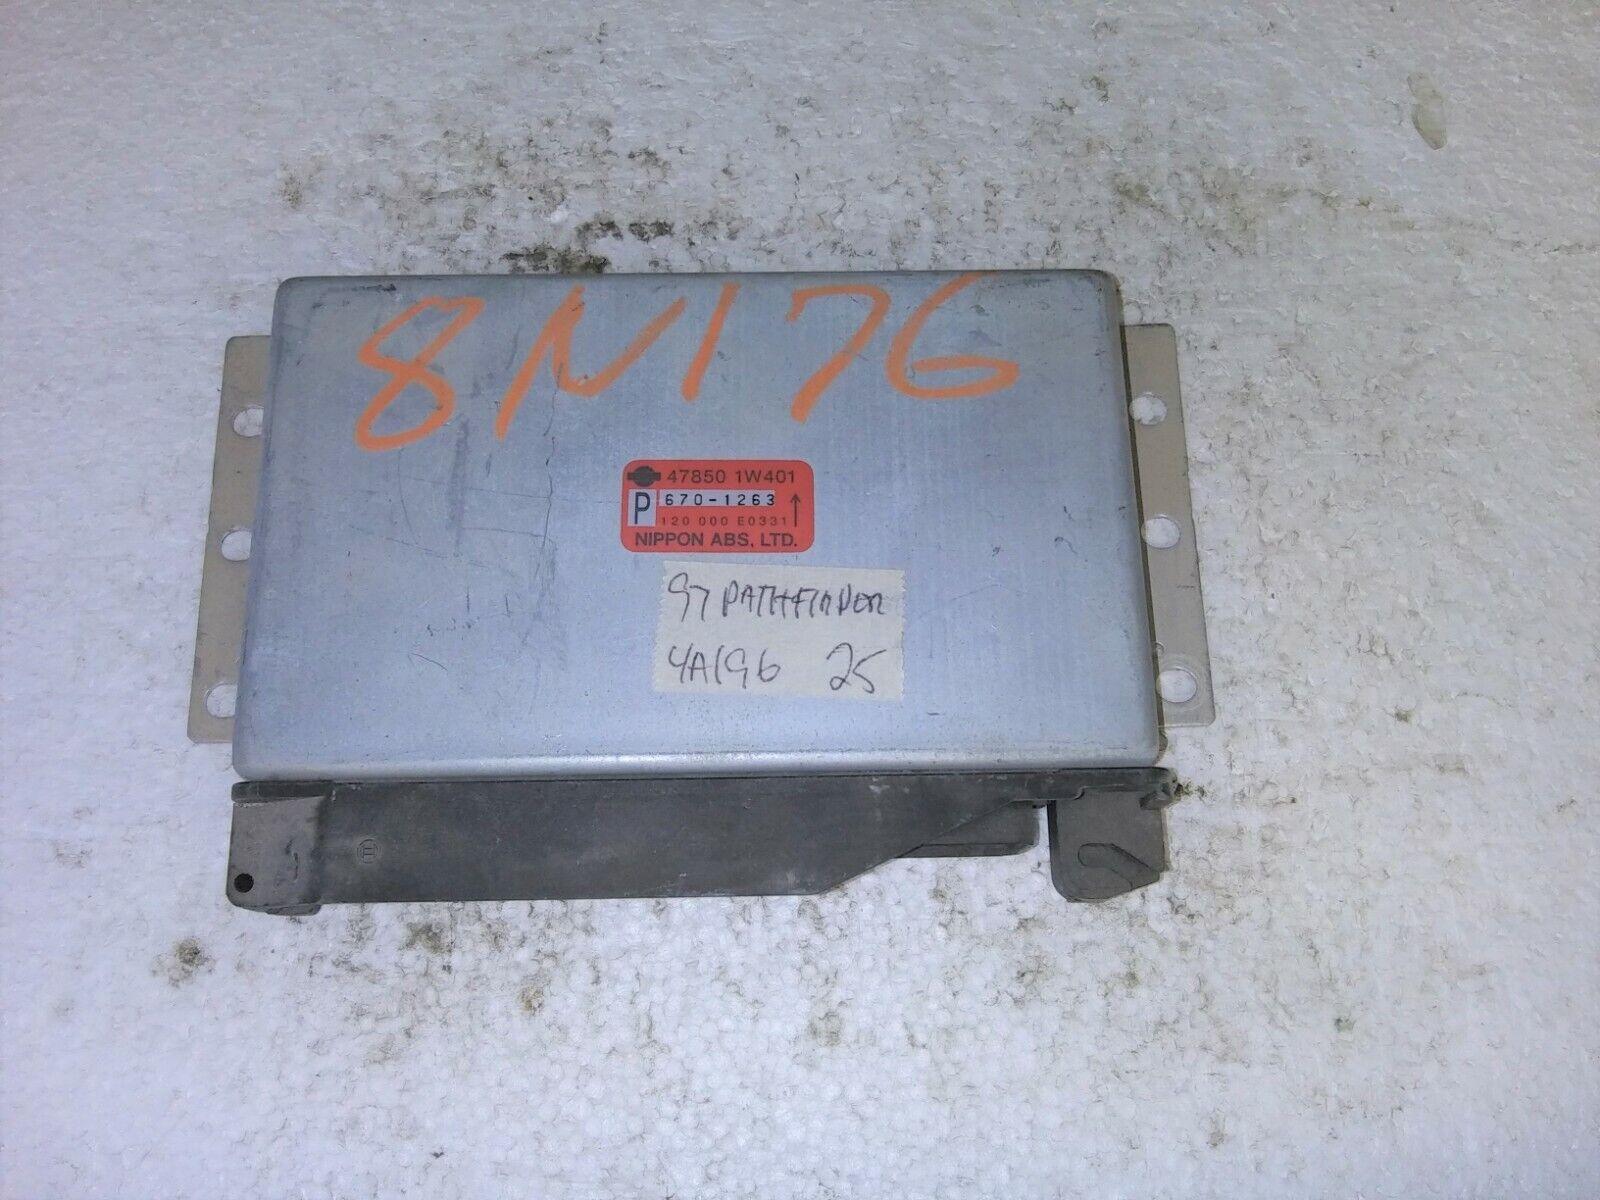 8N176
47850 1W401
P 670-1263
120 000 E0331
NIPPON ABS, LTD.
97 PATHFINDER
4A196 25